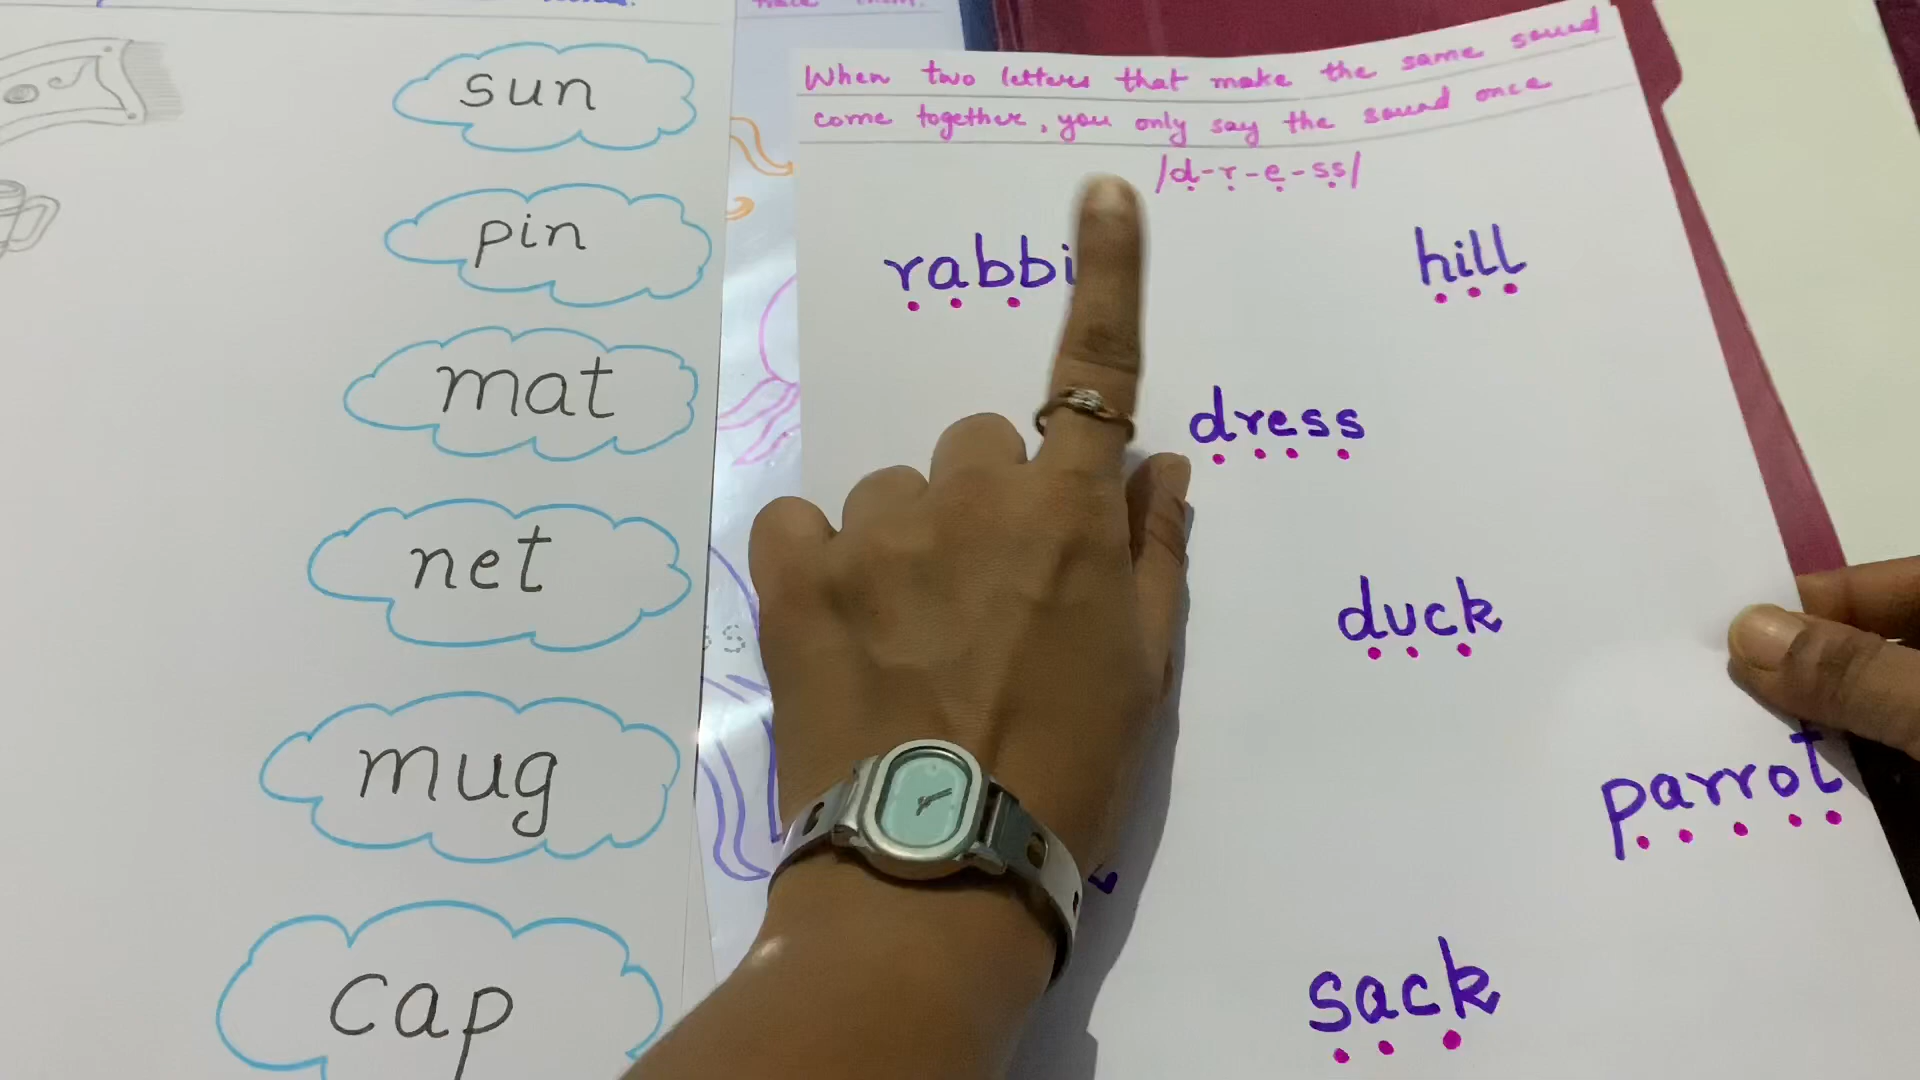 sun
pin
mat
net
mug
cap
When two letters that make the same sound
come together, you only say the sound once
/d-r-e-ss/
rabbi
hill
dress
duck
parrot
sack